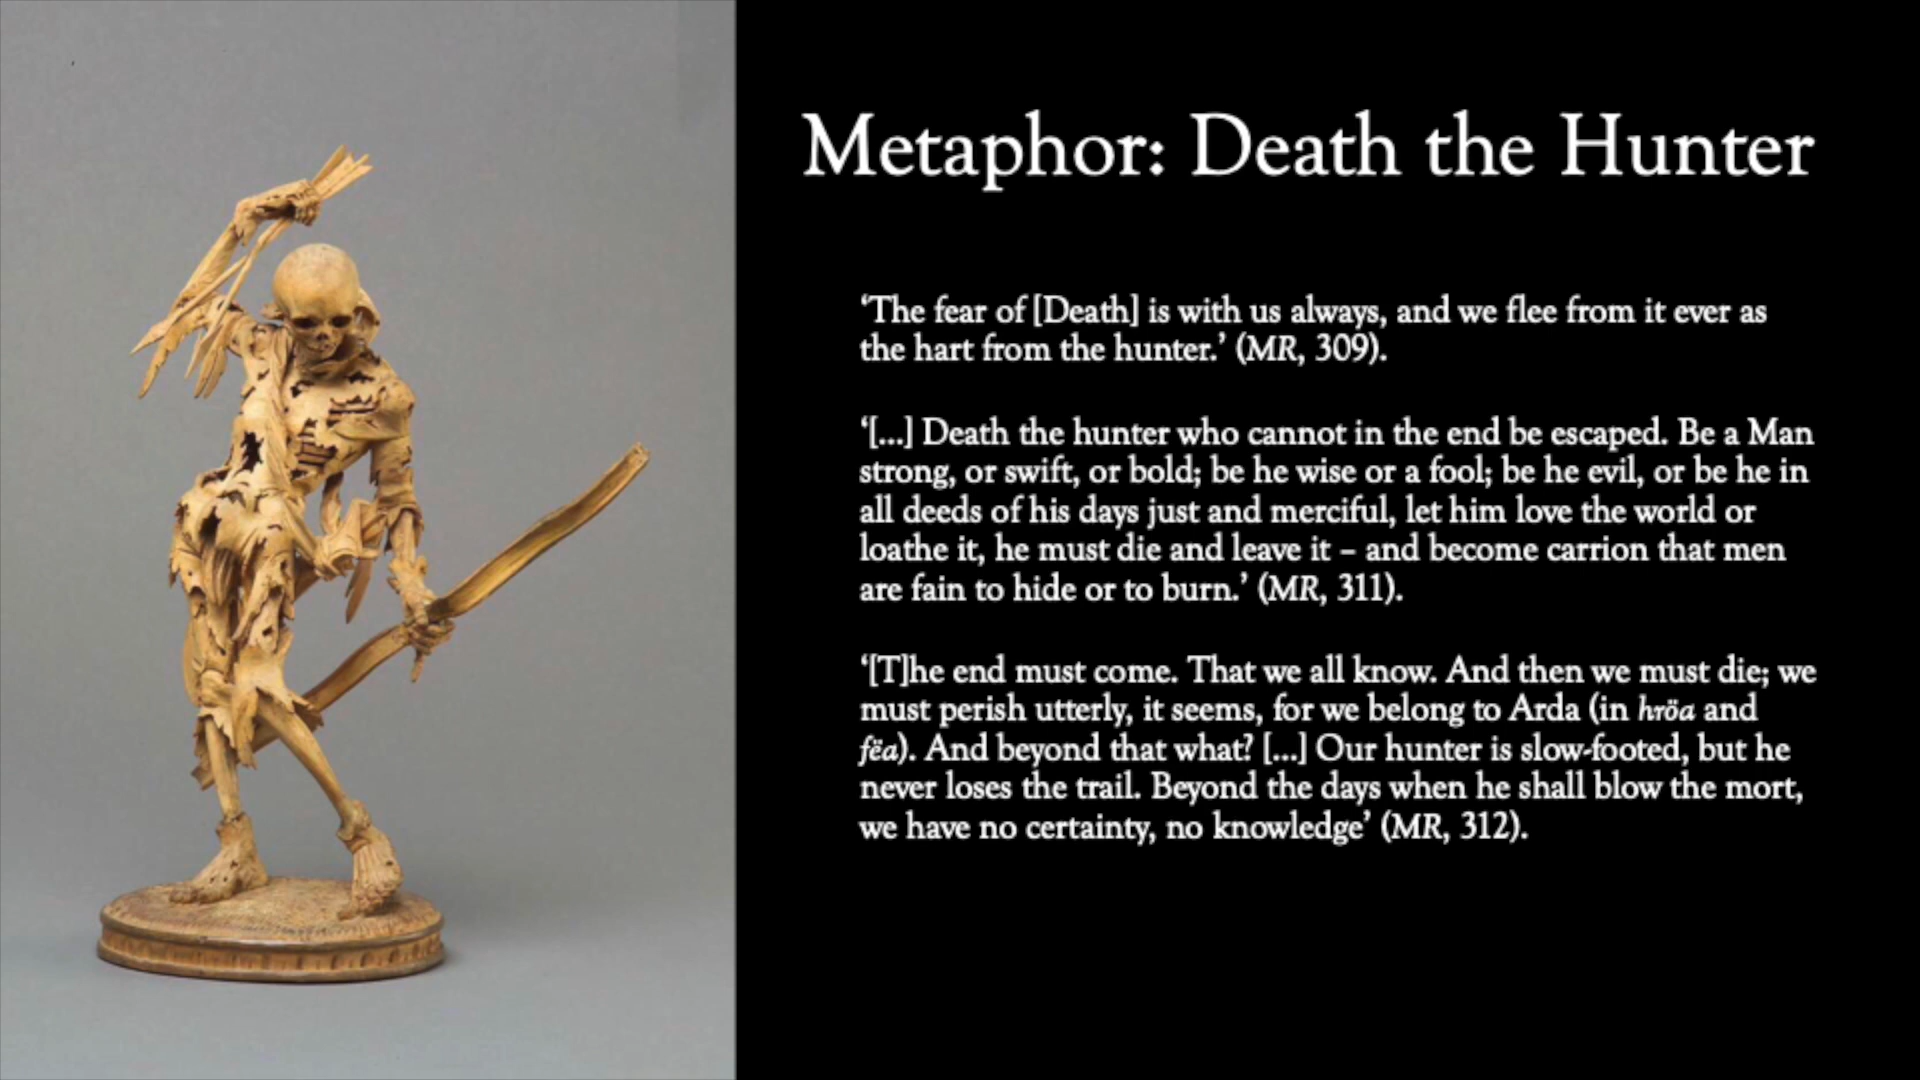 Metaphor: Death the Hunter
‘The fear of [Death] is with us always, and we flee from it ever as
the hart from the hunter.’ (MR, 309).
‘[...] Death the hunter who cannot in the end be escaped. Be a Man
strong, or swift, or bold; be he wise or a fool; be he evil, or be he in
all deeds of his days just and merciful, let him love the world or
loathe it, he must die and leave it – and become carrion that men
are fain to hide or to burn.’ (MR, 311).
‘[T]he end must come. That we all know. And then we must die; we
must perish utterly, it seems, for we belong to Arda (in hröa and
fëa). And beyond that what? [...] Our hunter is slow-footed, but he
never loses the trail. Beyond the days when he shall blow the mort,
we have no certainty, no knowledge’ (MR, 312).